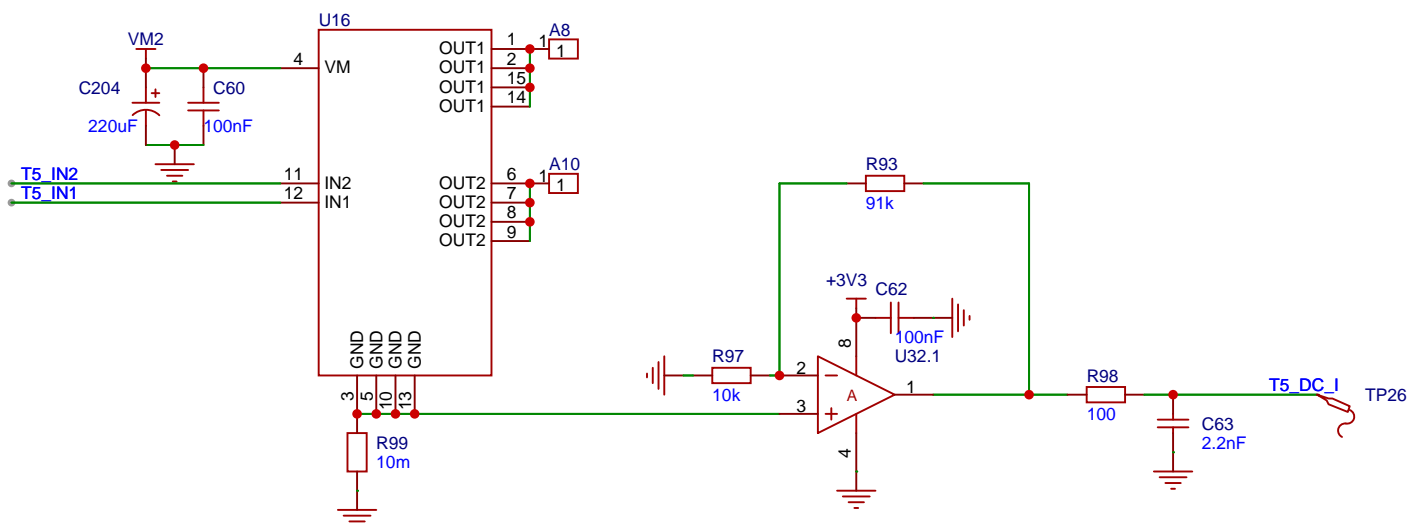 U16
VM2
C204
220uF
C60
100nF
4
VM
T5_IN2
11
IN2
T5_IN1
12
IN1
OUT1
1
OUT1
2
OUT1
15
OUT1
14
1
A8
1
OUT2
6
OUT2
7
OUT2
8
OUT2
9
1
A10
1
GND
GND
GND
GND
3
5
10
13
R99
10m
R93
91k
+3V3
C62
100nF
U32.1
8
R97
10k
2
3
A
1
4
R98
100
C63
2.2nF
T5_DC_I
TP26